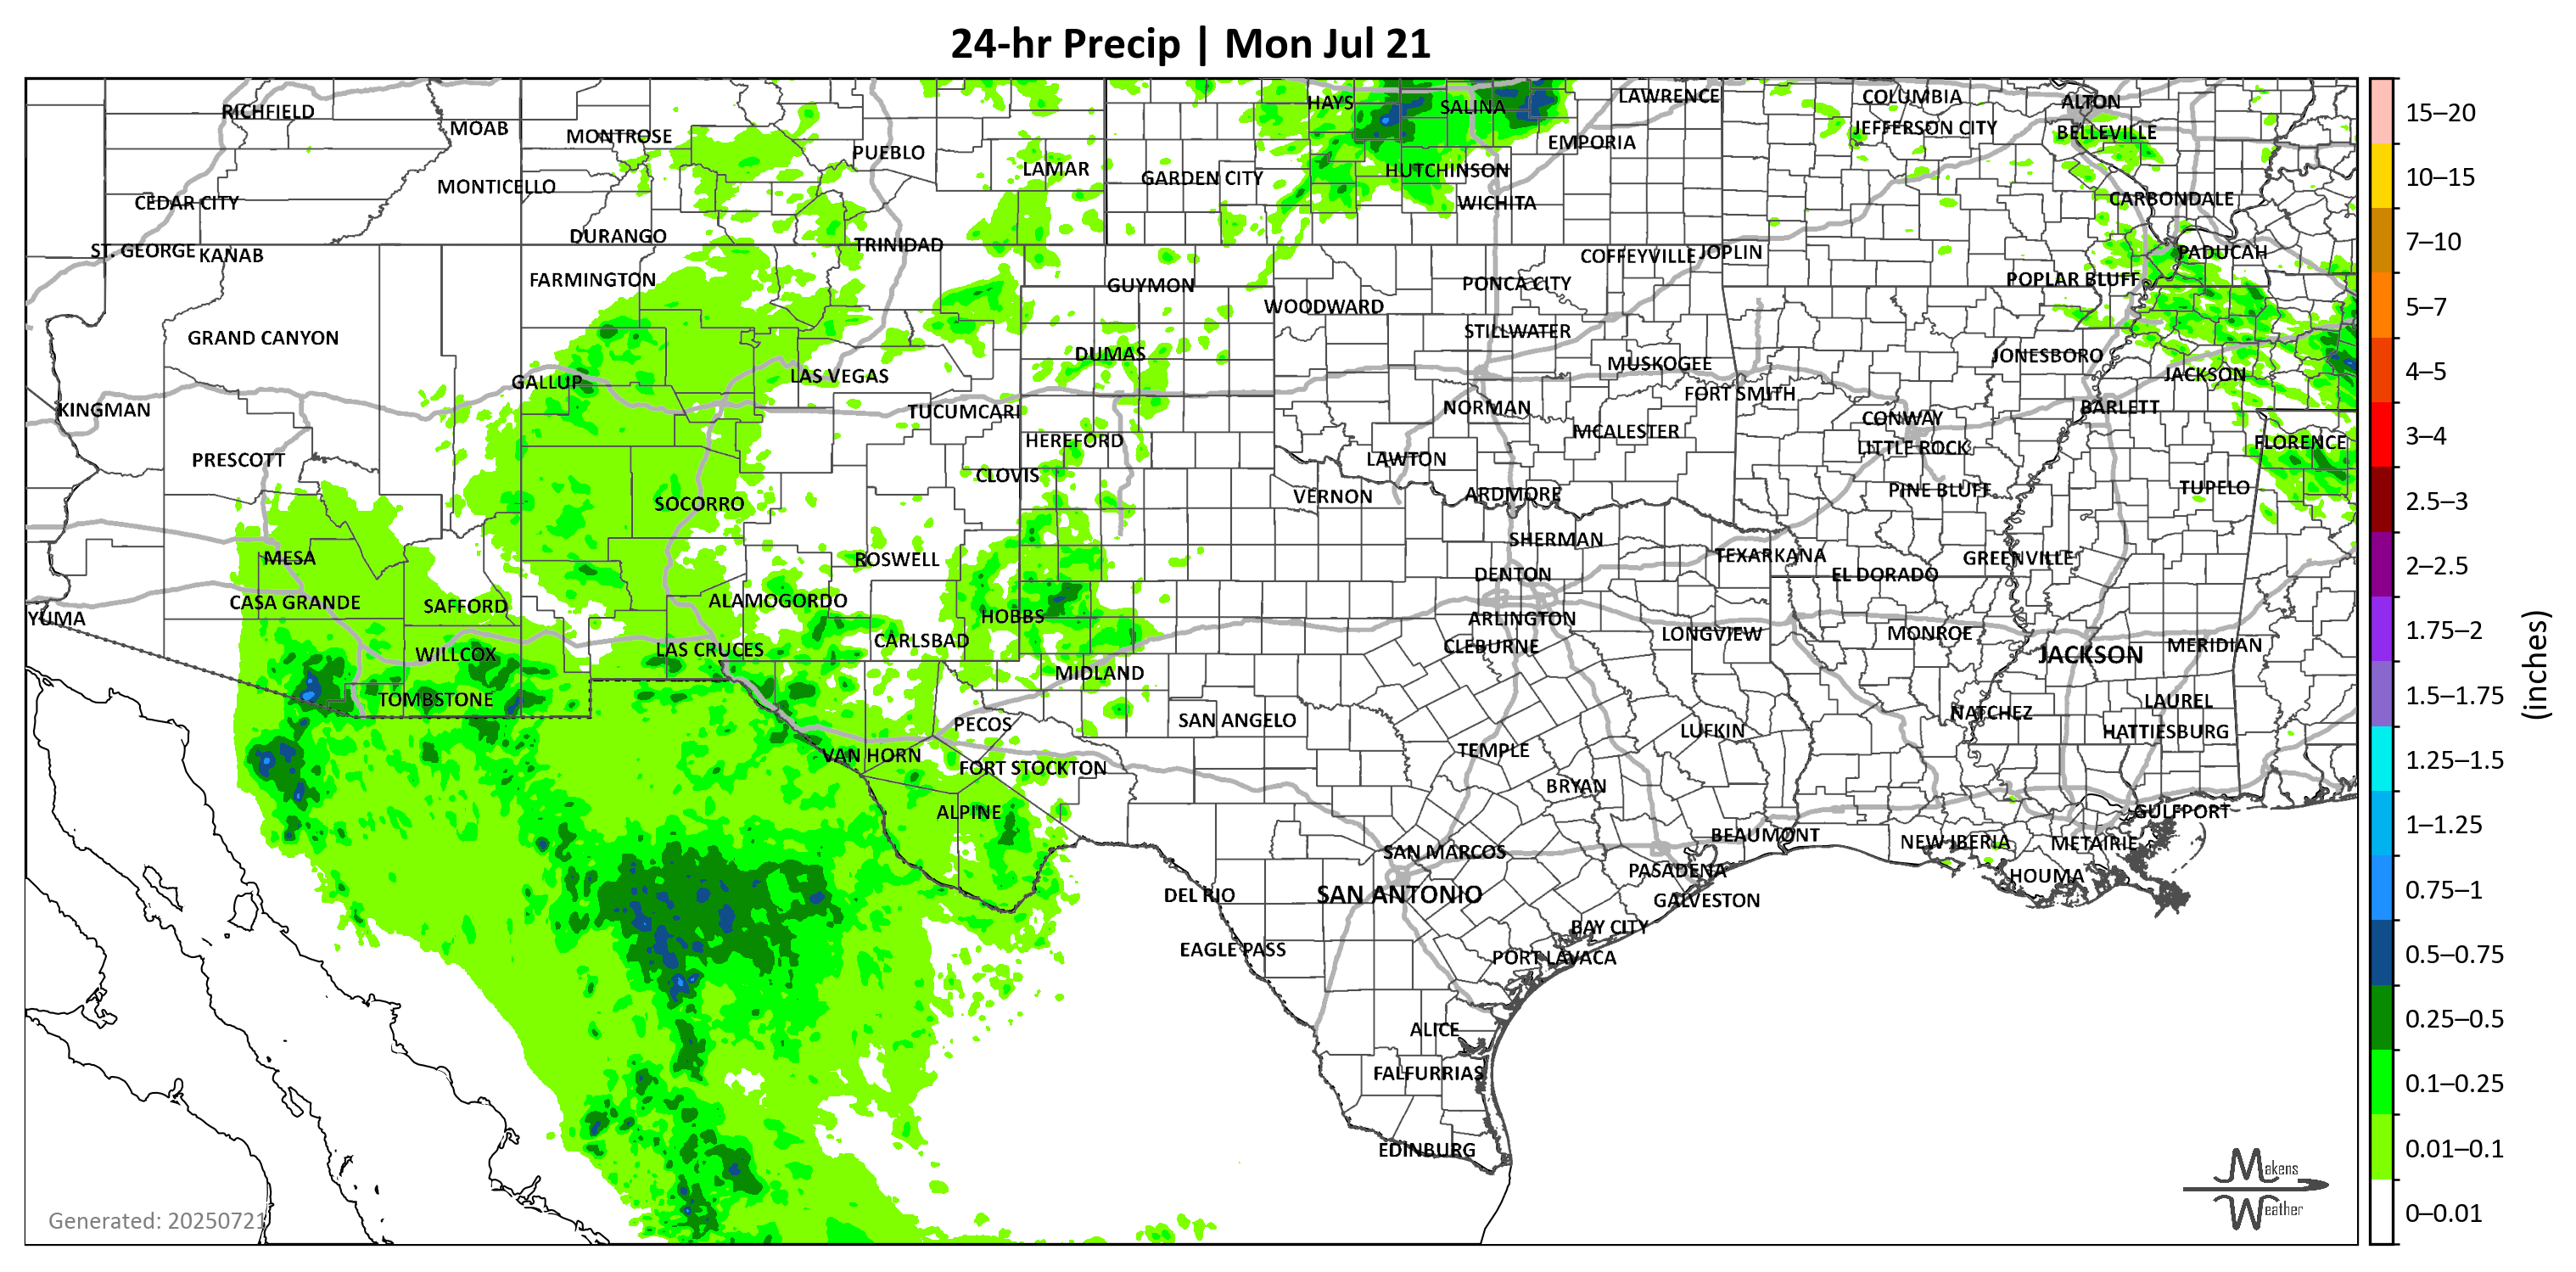 24-hr Precip | Mon Jul 21
RICHFIELD
MOAB
MONTROSE
PUEBLO
LAMAR
HAYS
SALINA
LAWRENCE
COLUMBIA
ALTON
JEFFERSON CITY
BELLEVILLE
EMPORIA
GARDEN CITY
HUTCHINSON
WICHITA
MONTICELLO
CEDAR CITY
CARBONDALE
DURANGO
TRINIDAD
ST. GEORGE
KANAB
COFFEYVILLE
JOPLIN
PADUCAH
FARMINGTON
GUYMON
PONCA CITY
POPLAR BLUFF
WOODWARD
GRAND CANYON
STILLWATER
DUMAS
MUSKOGEE
JONESBORO
GALLUP
LAS VEGAS
JACKSON
FORT SMITH
KINGMAN
TUCUMCARI
NORMAN
BARLETT
CONWAY
HEREFORD
MCALESTER
LITTLE ROCK
FLORENCE
PRESCOTT
LAWTON
CLOVIS
SOCORRO
VERNON
ARDMORE
PINE BLUFF
TUPELO
MESA
ROSWELL
SHERMAN
TEXARKANA
GREENVILLE
DENTON
EL DORADO
CASA GRANDE
SAFFORD
ALAMOGORDO
YUMA
HOBBS
ARLINGTON
LONGVIEW
MONROE
WILLCOX
LAS CRUCES
CARLSBAD
CLEBURNE
JACKSON
MERIDIAN
MIDLAND
TOMBSTONE
LAUREL
PECOS
SAN ANGELO
NATCHEZ
LUFKIN
HATTIESBURG
VAN HORN
FORT STOCKTON
TEMPLE
BRYAN
ALPINE
GULFPORT
BEAUMONT
NEW IBERIA
METAIRIE
SAN MARCOS
PASADENA
HOUMA
DEL RIO
SAN ANTONIO
GALVESTON
BAY CITY
EAGLE PASS
PORT LAVACA
ALICE
FALFURRIAS
EDINBURG
Generated: 20250721
Makens
Weather
15–20
10–15
7–10
5–7
4–5
3–4
2.5–3
2–2.5
1.75–2
1.5–1.75
1.25–1.5
1–1.25
0.75–1
0.5–0.75
0.25–0.5
0.1–0.25
0.01–0.1
0–0.01
(inches)